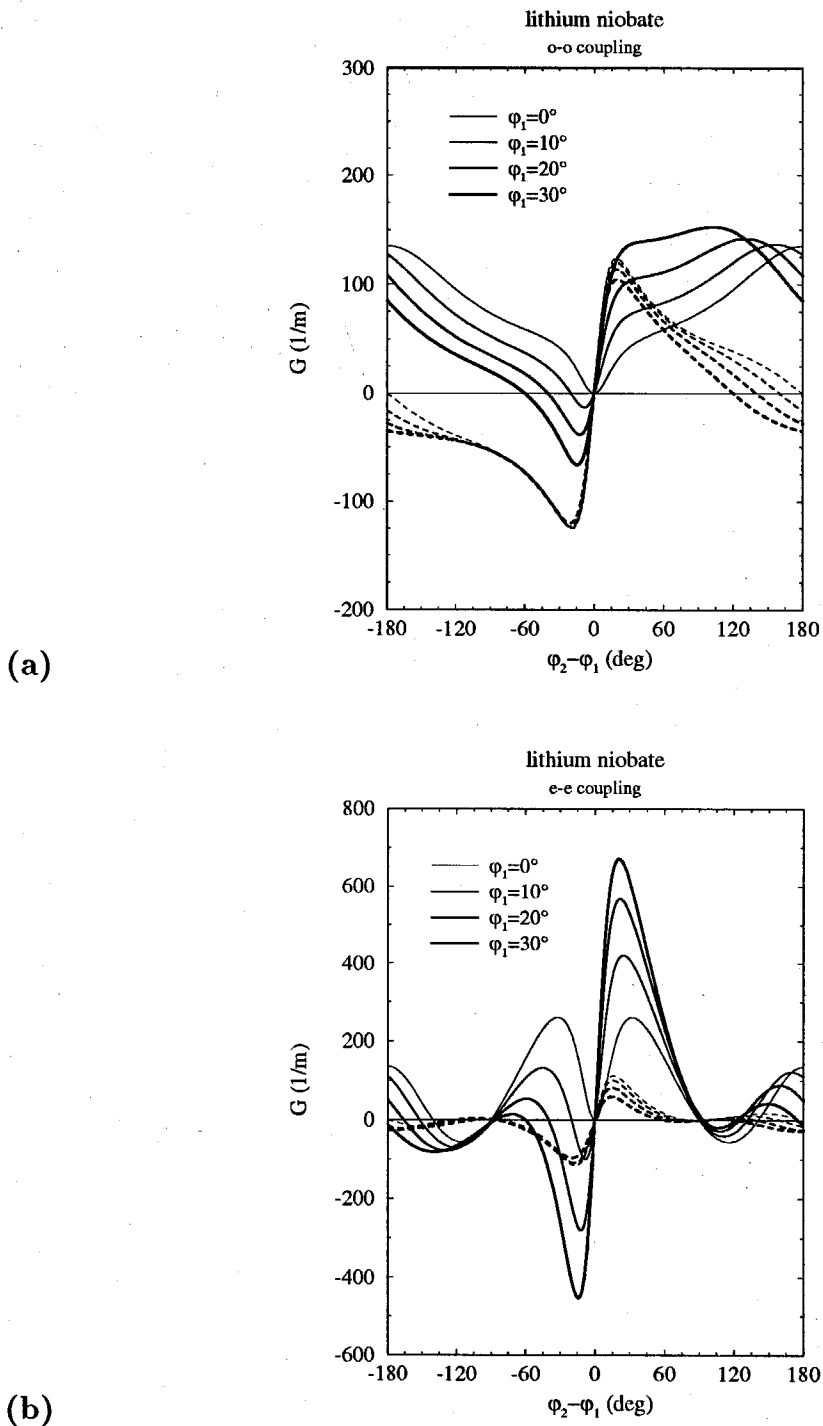 lithium niobate
o-o coupling
300
200
100
0
-100
-200
G (1/m)
φ₁=0°
φ₁=10°
φ₁=20°
φ₁=30°
-180 -120 -60 0 60 120 180
φ₂−φ₁ (deg)
(a)
lithium niobate
e-e coupling
800
600
400
200
0
-200
-400
-600
G (1/m)
φ₁=0°
φ₁=10°
φ₁=20°
φ₁=30°
-180 -120 -60 0 60 120 180
φ₂−φ₁ (deg)
(b)